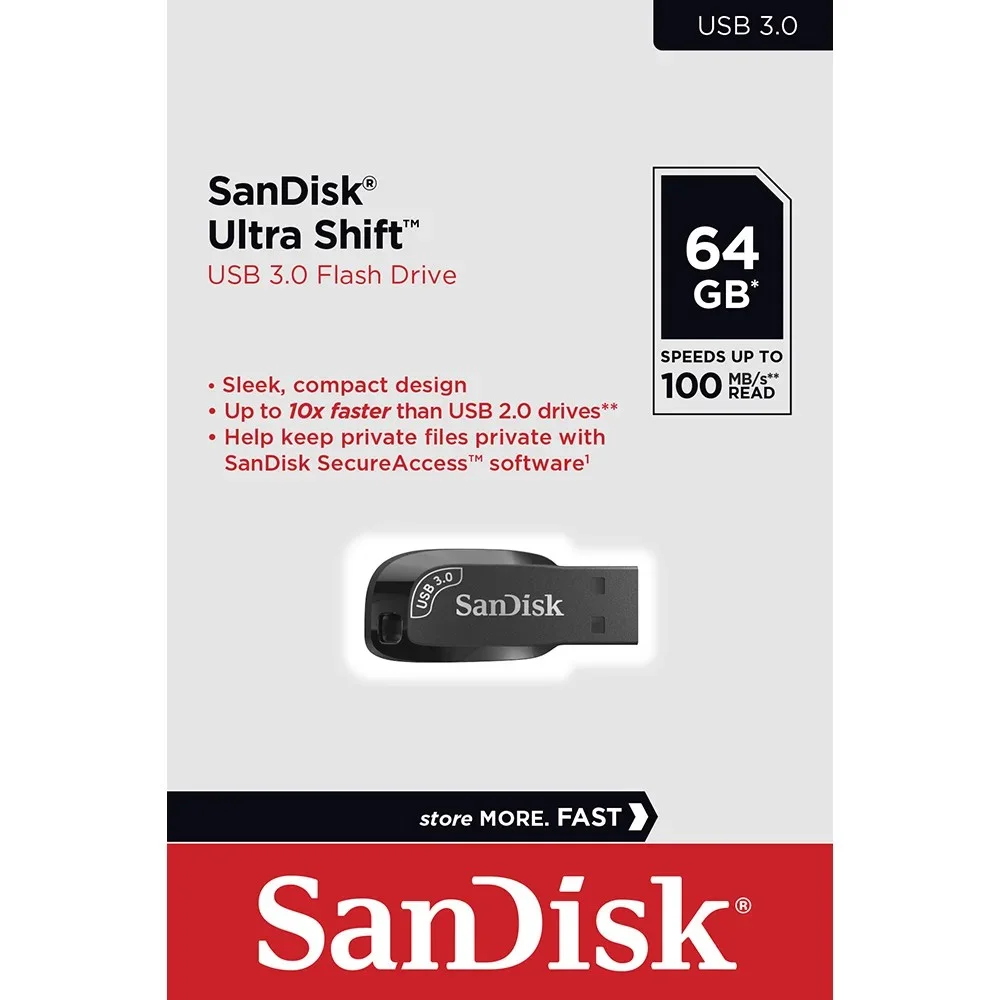 USB 3.0
SanDisk®
Ultra Shift™
USB 3.0 Flash Drive
64
GB*
SPEEDS UP TO
100 MB/s**
READ
• Sleek, compact design
• Up to 10x faster than USB 2.0 drives**
• Help keep private files private with
SanDisk SecureAccess™ software¹
USB 3.0
SanDisk
store MORE. FAST
SanDisk®